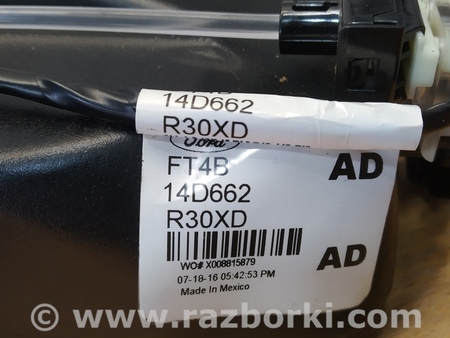 14D662
R30XD
Ford
FT4B
AD
14D662
R30XD
WO# X008815879
AD
07-18-16 05:42:53 PM
Made In Mexico
© www.razborki.com